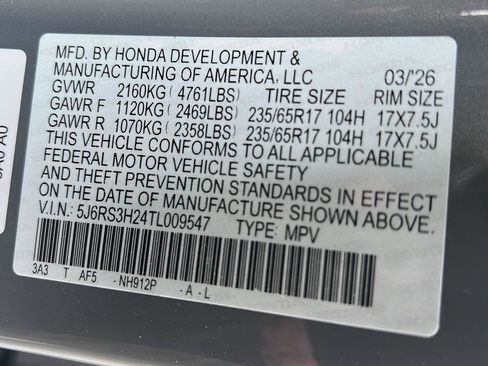 MFD. BY HONDA DEVELOPMENT &
MANUFACTURING OF AMERICA, LLC 03/'26
GVWR 2160KG(4761LBS) TIRE SIZE RIM SIZE
GAWR F 1120KG(2469LBS) 235/65R17 104H 17X7.5J
GAWR R 1070KG(2358LBS) 235/65R17 104H 17X7.5J
THIS VEHICLE CONFORMS TO ALL APPLICABLE
FEDERAL MOTOR VEHICLE SAFETY
AND THEFT PREVENTION STANDARDS IN EFFECT
ON THE DATE OF MANUFACTURE SHOWN ABOVE.
V.I.N.: 5J6RS3H24TL009547 TYPE: MPV
3A3 T AF5 -NH912P -A-L